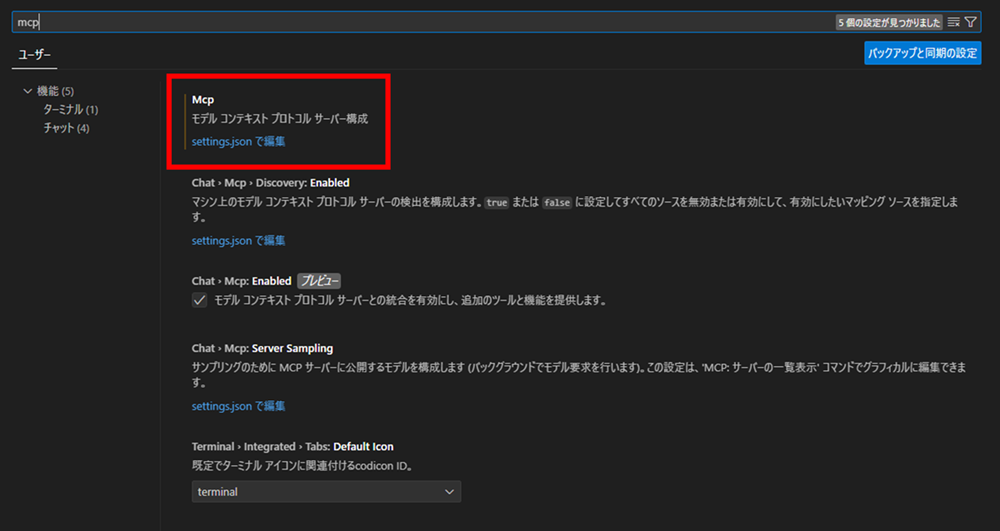 mcp
5 個の設定が見つかりました
ユーザー
バックアップと同期の設定
機能 (5)
ターミナル (1)
チャット (4)
Mcp
モデル コンテキスト プロトコル サーバー構成
settings.json で編集
Chat › Mcp › Discovery: Enabled
マシン上のモデル コンテキスト プロトコル サーバーの検出を構成します。true または false に設定してすべてのソースを無効または有効にして、有効にしたいマッピング ソースを指定しま
す。
settings.json で編集
Chat › Mcp: Enabled プレビュー
モデル コンテキスト プロトコル サーバーとの統合を有効にし、追加のツールと機能を提供します。
Chat › Mcp: Server Sampling
サンプリングのために MCP サーバーに公開するモデルを構成します (バックグラウンドでモデル要求を行います)。この設定は、'MCP: サーバーの一覧表示' コマンドでグラフィカルに編集できま
す。
settings.json で編集
Terminal › Integrated › Tabs: Default Icon
既定でターミナル アイコンに関連付けるcodicon ID。
terminal